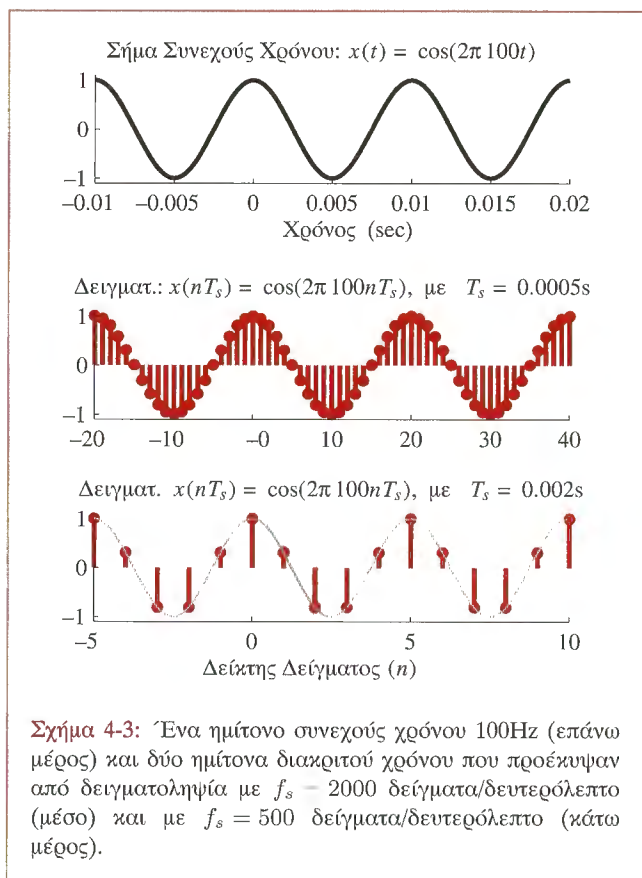 Σήμα Συνεχούς Χρόνου: x(t) = cos(2π 100t)
1
0
−1
−0.01 −0.005 0 0.005 0.01 0.015 0.02
Χρόνος (sec)
Δειγματ.: x(nTₛ) = cos(2π 100nTₛ), με Tₛ = 0.0005s
1
0
−1
−20 −10 −0 10 20 30 40
Δειγματ. x(nTₛ) = cos(2π 100nTₛ), με Tₛ = 0.002s
1
0
−1
−5 0 5 10
Δείκτης Δείγματος (n)
Σχήμα 4-3: Ένα ημίτονο συνεχούς χρόνου 100Hz (επάνω
μέρος) και δύο ημίτονα διακριτού χρόνου που προέκυψαν
από δειγματοληψία με fₛ = 2000 δείγματα/δευτερόλεπτο
(μέσο) και με fₛ = 500 δείγματα/δευτερόλεπτο (κάτω
μέρος).